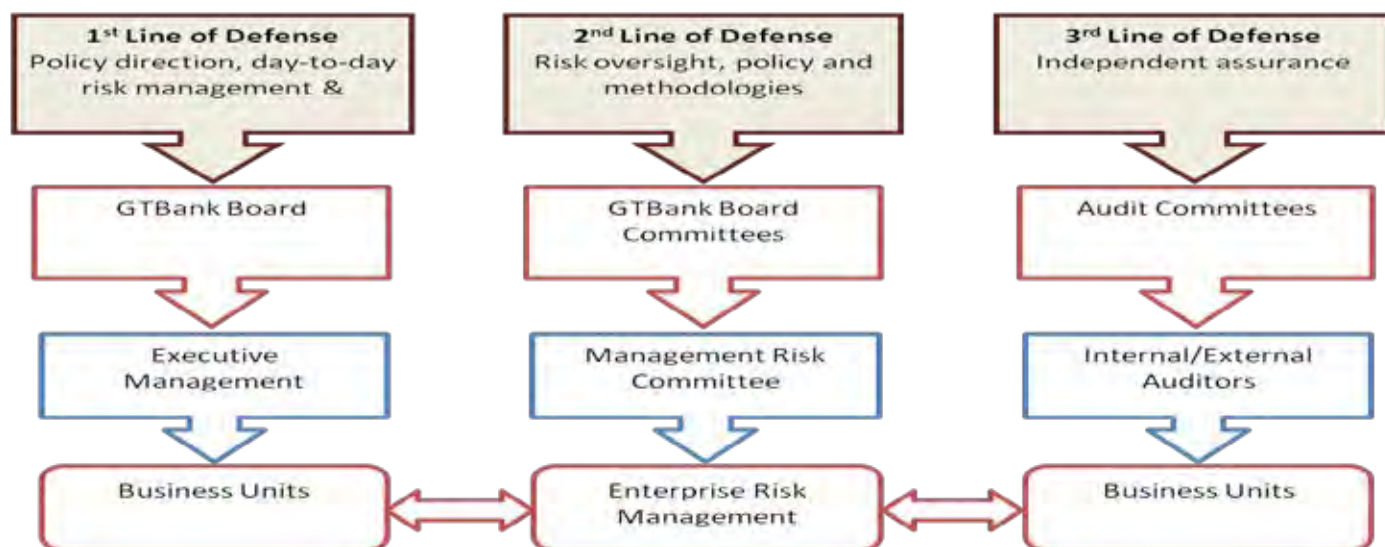 1st Line of Defense
Policy direction, day-to-day
risk management &
2nd Line of Defense
Risk oversight, policy and
methodologies
3rd Line of Defense
Independent assurance
GTBank Board
GTBank Board
Committees
Audit Committees
Executive
Management
Management Risk
Committee
Internal/External
Auditors
Business Units
Enterprise Risk
Management
Business Units